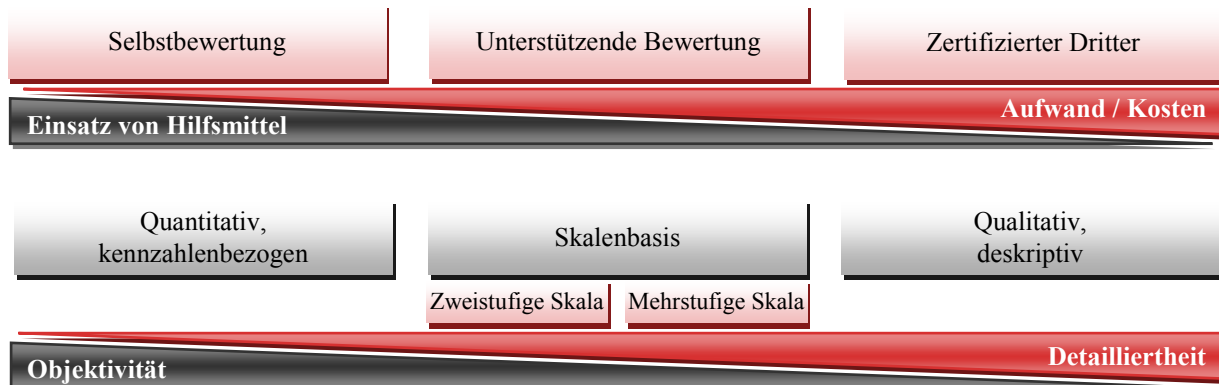 Selbstbewertung
Unterstützende Bewertung
Zertifizierter Dritter
Aufwand / Kosten
Einsatz von Hilfsmittel
Quantitativ,
kennzahlenbezogen
Skalenbasis
Qualitativ,
deskriptiv
Zweistufige Skala
Mehrstufige Skala
Detailliertheit
Objektivität